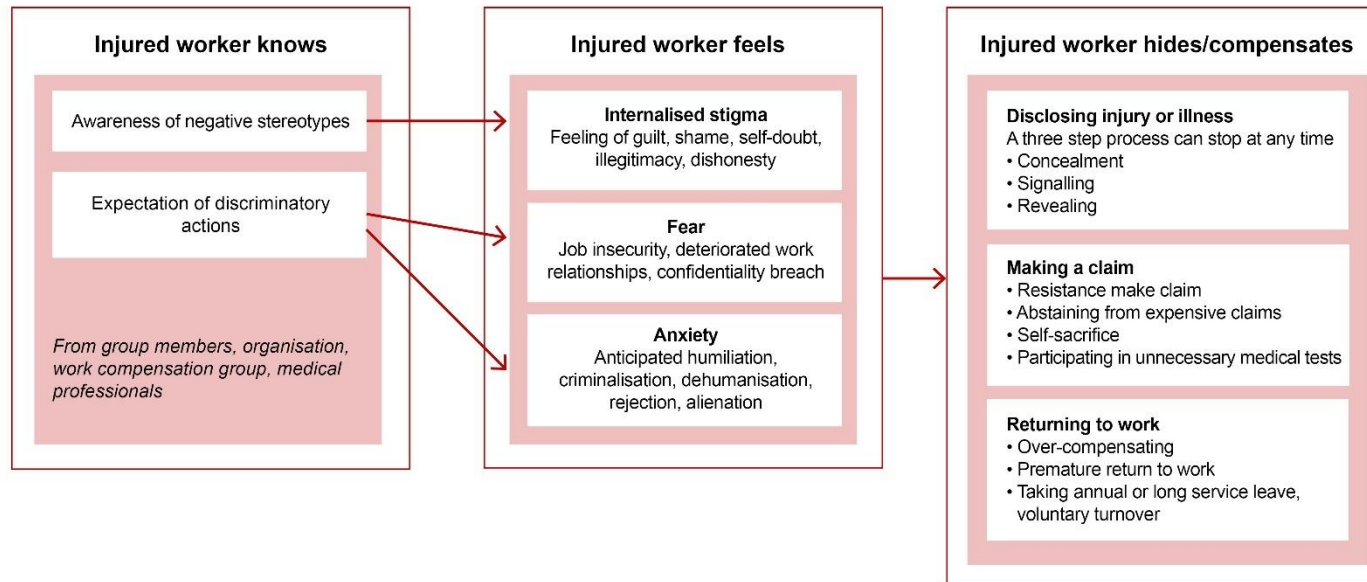 Injured worker knows
Awareness of negative stereotypes
Expectation of discriminatory
actions
From group members, organisation,
work compensation group, medical
professionals
Injured worker feels
Internalised stigma
Feeling of guilt, shame, self-doubt,
illegitimacy, dishonesty
Fear
Job insecurity, deteriorated work
relationships, confidentiality breach
Anxiety
Anticipated humiliation,
criminalisation, dehumanisation,
rejection, alienation
Injured worker hides/compensates
Disclosing injury or illness
A three step process can stop at any time
• Concealment
• Signalling
• Revealing
Making a claim
• Resistance make claim
• Abstaining from expensive claims
• Self-sacrifice
• Participating in unnecessary medical tests
Returning to work
• Over-compensating
• Premature return to work
• Taking annual or long service leave,
voluntary turnover